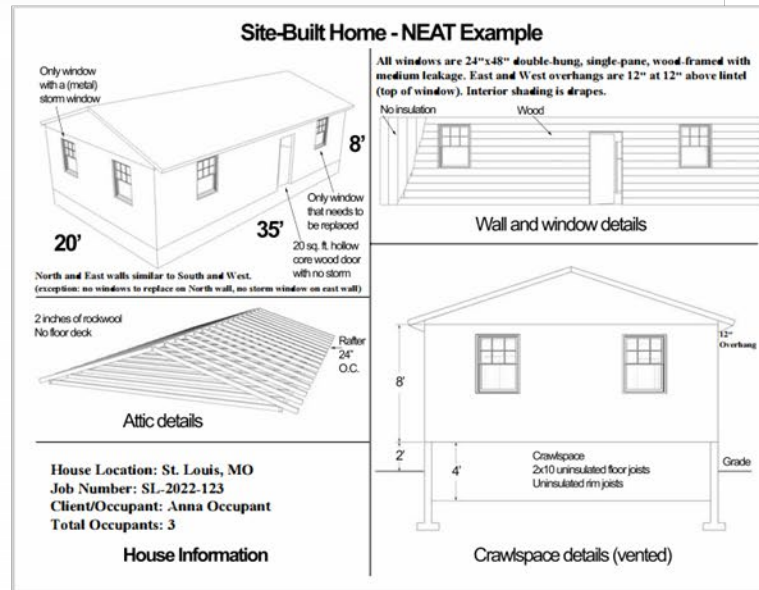 Site-Built Home - NEAT Example
Only window
with a (metal)
storm window
8'
20'
35'
Only window
that needs to
be replaced
20 sq. ft. hollow
core wood door
with no storm
North and East walls similar to South and West.
(exception: no windows to replace on North wall, no storm window on east wall)
All windows are 24"x48" double-hung, single-pane, wood-framed with
medium leakage. East and West overhangs are 12" at 12" above lintel
(top of window). Interior shading is drapes.
No insulation
Wood
Wall and window details
2 inches of rockwool
No floor deck
Rafter
24"
O.C.
Attic details
12"
Overhang
8'
2'
4'
Crawlspace
2x10 uninsulated floor joists
Uninsulated rim joists
Grade
Crawlspace details (vented)
House Location: St. Louis, MO
Job Number: SL-2022-123
Client/Occupant: Anna Occupant
Total Occupants: 3
House Information